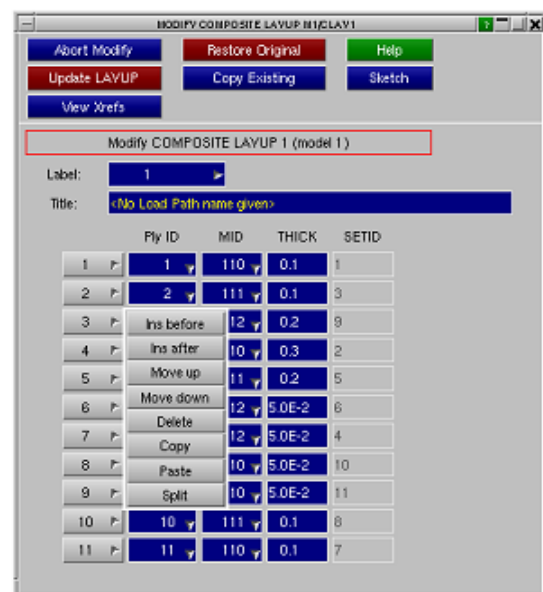 MODIFY COMPOSITE LAYUP M1/CLAY1
?
Abort Modify Restore Original Help
Update LAYUP Copy Existing Sketch
View Xrefs
Modify COMPOSITE LAYUP 1 (model 1)
Label: 1
Title: <No Load Path name given>
Ply ID MID THICK SETID
1 1 110 0.1 1
2 2 111 0.1 3
3 Ins before 12 0.2 9
4 Ins after 10 0.3 2
5 Move up 11 0.2 5
6 Move down 12 5.0E-2 6
Delete
7 Copy 12 5.0E-2 4
8 Paste 10 5.0E-2 10
9 Split 10 5.0E-2 11
10 10 111 0.1 8
11 11 110 0.1 7